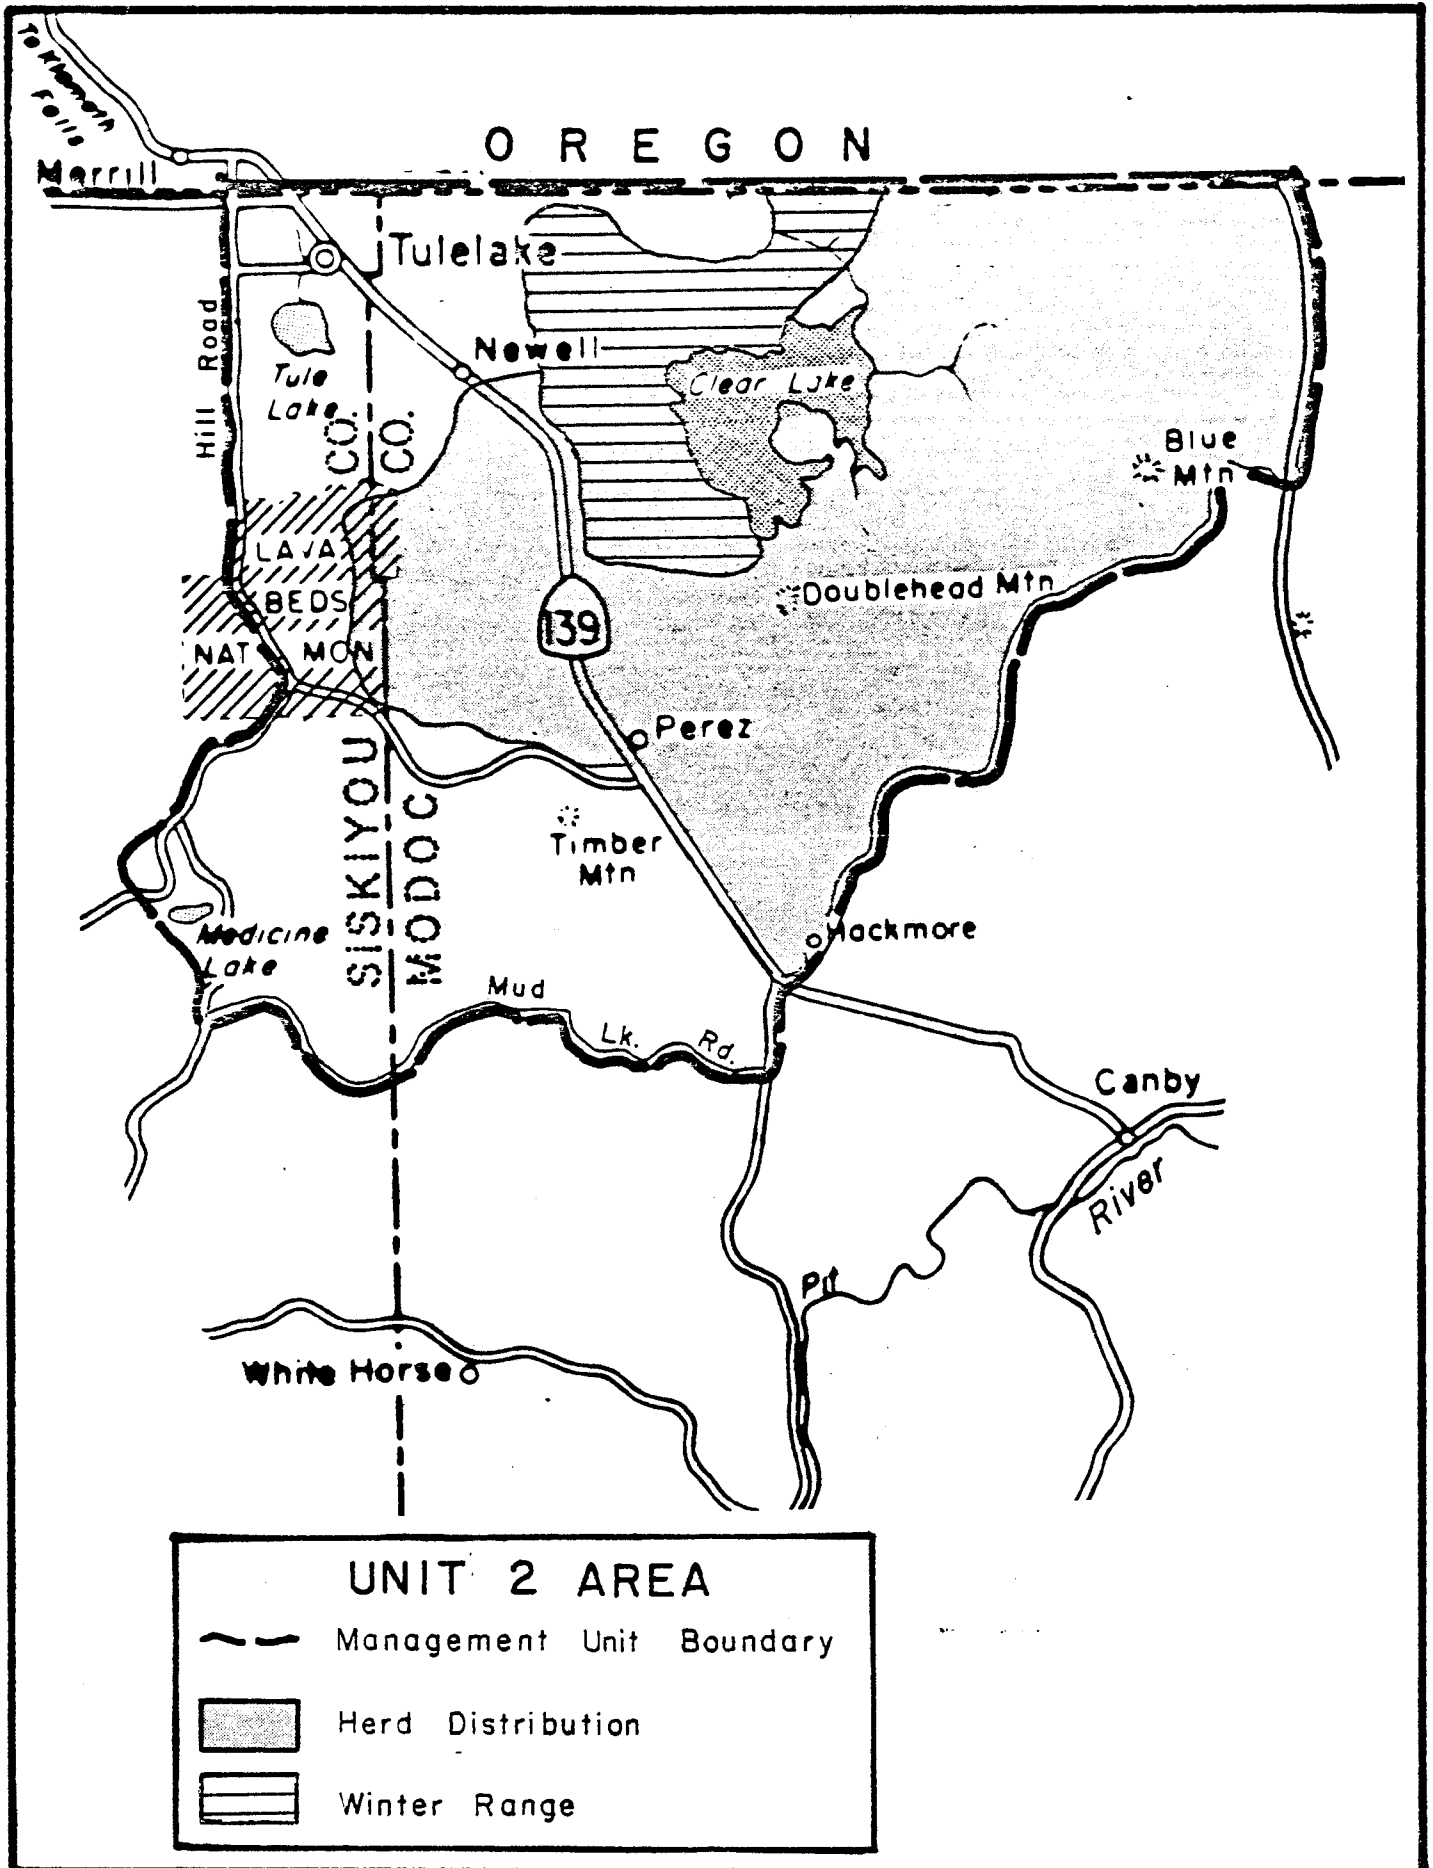 To Klamath
Falls
OREGON
Merrill
Tulelake
Hill Road
Newell
Tule
Lake
Clear Lake
CO.
CO.
Blue
Mtn
LAVA
BEDS
NAT MON
Doublehead Mtn
139
Perez
SISKIYOU
MODOC
Timber
Mtn
Hackmore
Medicine
Lake
Mud
Lk.
Rd.
Canby
River
Pit
White Horse
UNIT 2 AREA
Management Unit Boundary
Herd Distribution
Winter Range